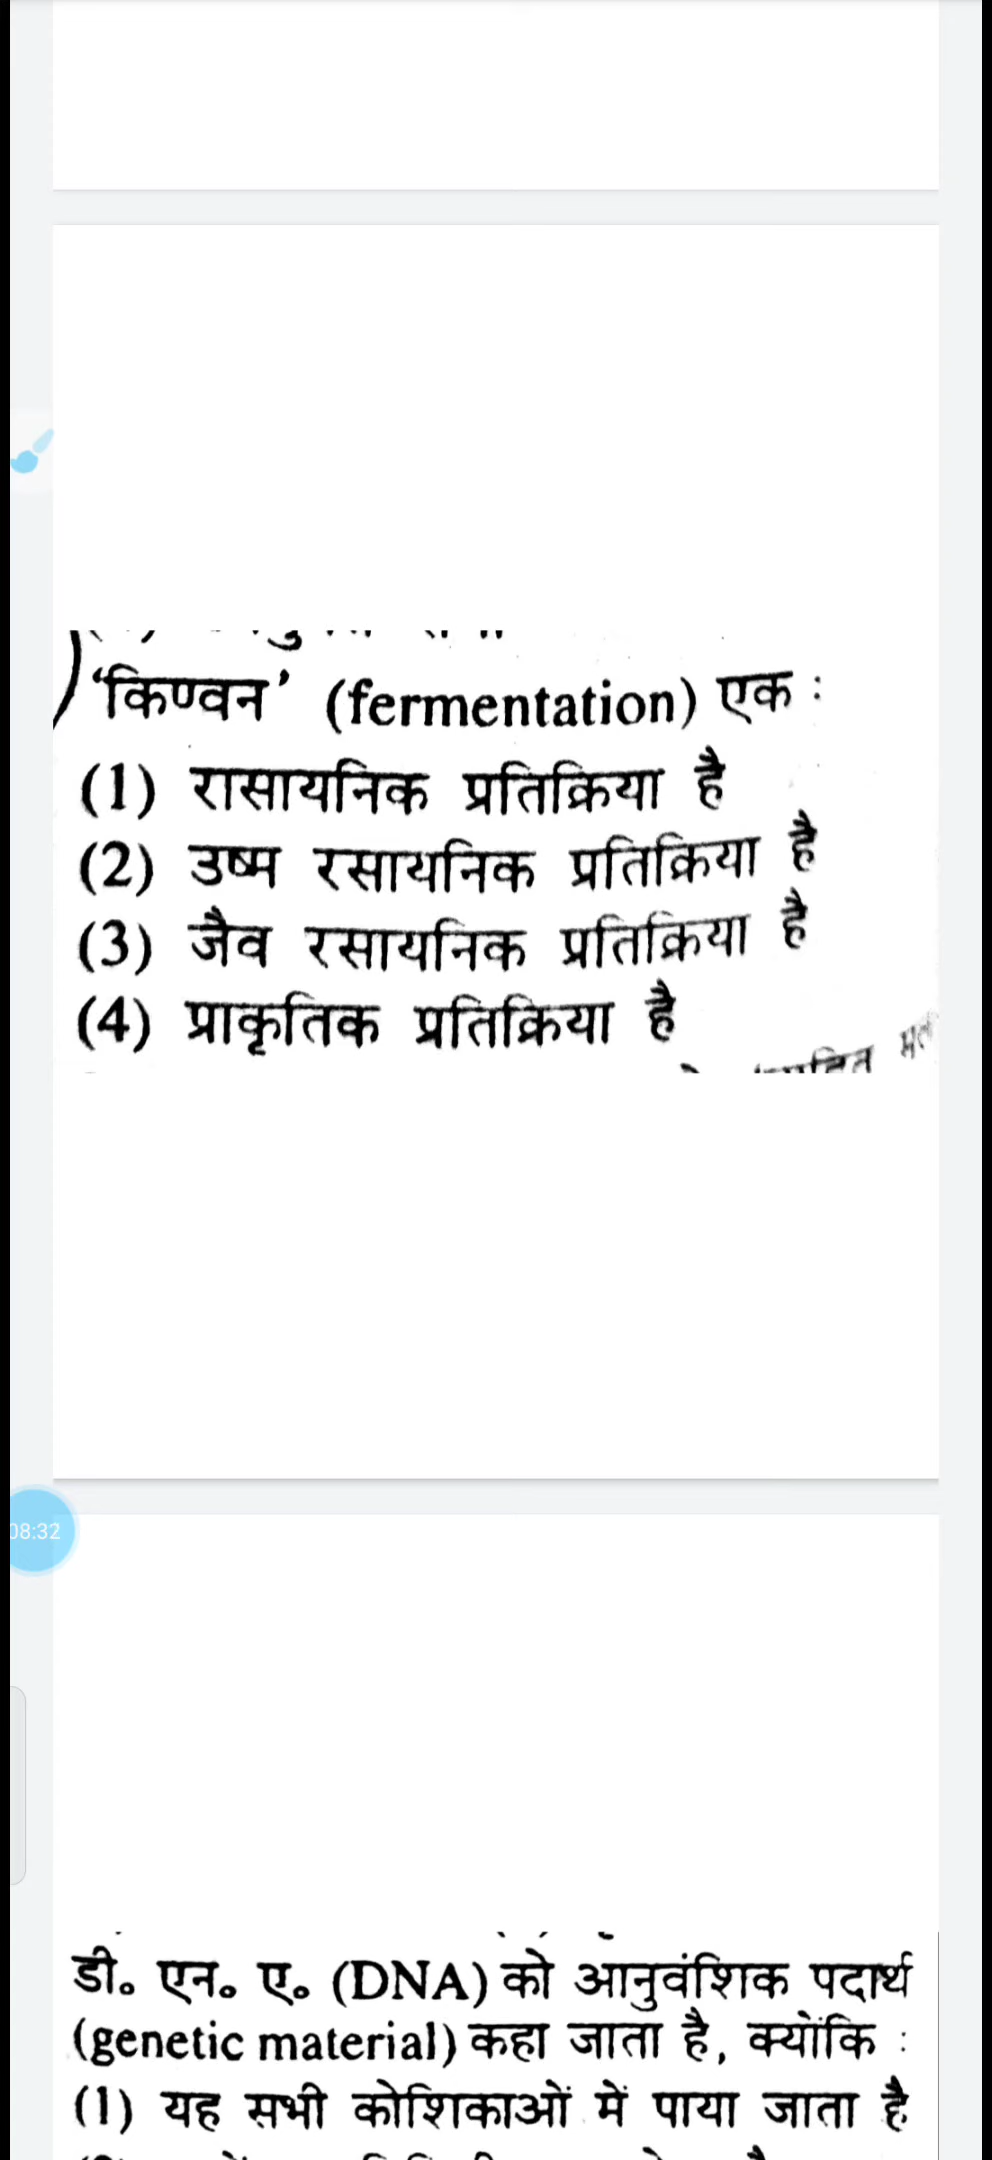 'किण्वन' (fermentation) एक :
(1) रासायनिक प्रतिक्रिया है
(2) उष्म रसायनिक प्रतिक्रिया है
(3) जैव रसायनिक प्रतिक्रिया है
(4) प्राकृतिक प्रतिक्रिया है
08:32
डी॰ एन॰ ए॰ (DNA) को आनुवंशिक पदार्थ
(genetic material) कहा जाता है, क्योंकि :
(1) यह सभी कोशिकाओं में पाया जाता है